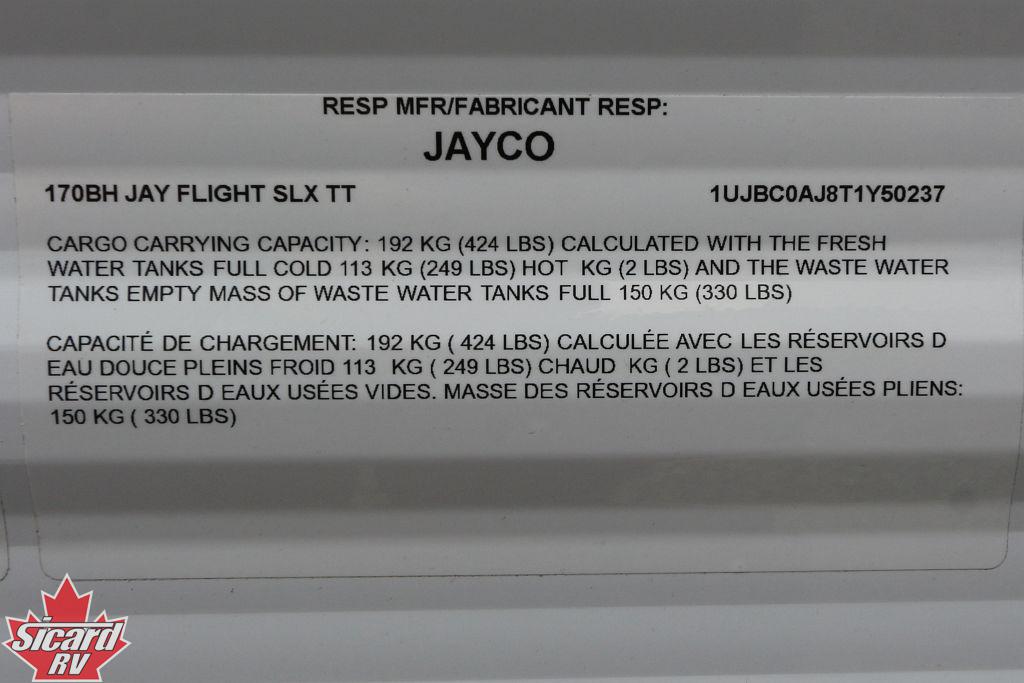 RESP MFR/FABRICANT RESP:
JAYCO
170BH JAY FLIGHT SLX TT 1UJBC0AJ8T1Y50237
CARGO CARRYING CAPACITY: 192 KG (424 LBS) CALCULATED WITH THE FRESH
WATER TANKS FULL COLD 113 KG (249 LBS) HOT  KG (2 LBS) AND THE WASTE WATER
TANKS EMPTY MASS OF WASTE WATER TANKS FULL 150 KG (330 LBS)
CAPACITÉ DE CHARGEMENT: 192 KG ( 424 LBS) CALCULÉE AVEC LES RÉSERVOIRS D
EAU DOUCE PLEINS FROID 113  KG ( 249 LBS) CHAUD  KG ( 2 LBS) ET LES
RÉSERVOIRS D EAUX USÉES VIDES. MASSE DES RÉSERVOIRS D EAUX USÉES PLIENS:
150 KG ( 330 LBS)
Sicard
RV